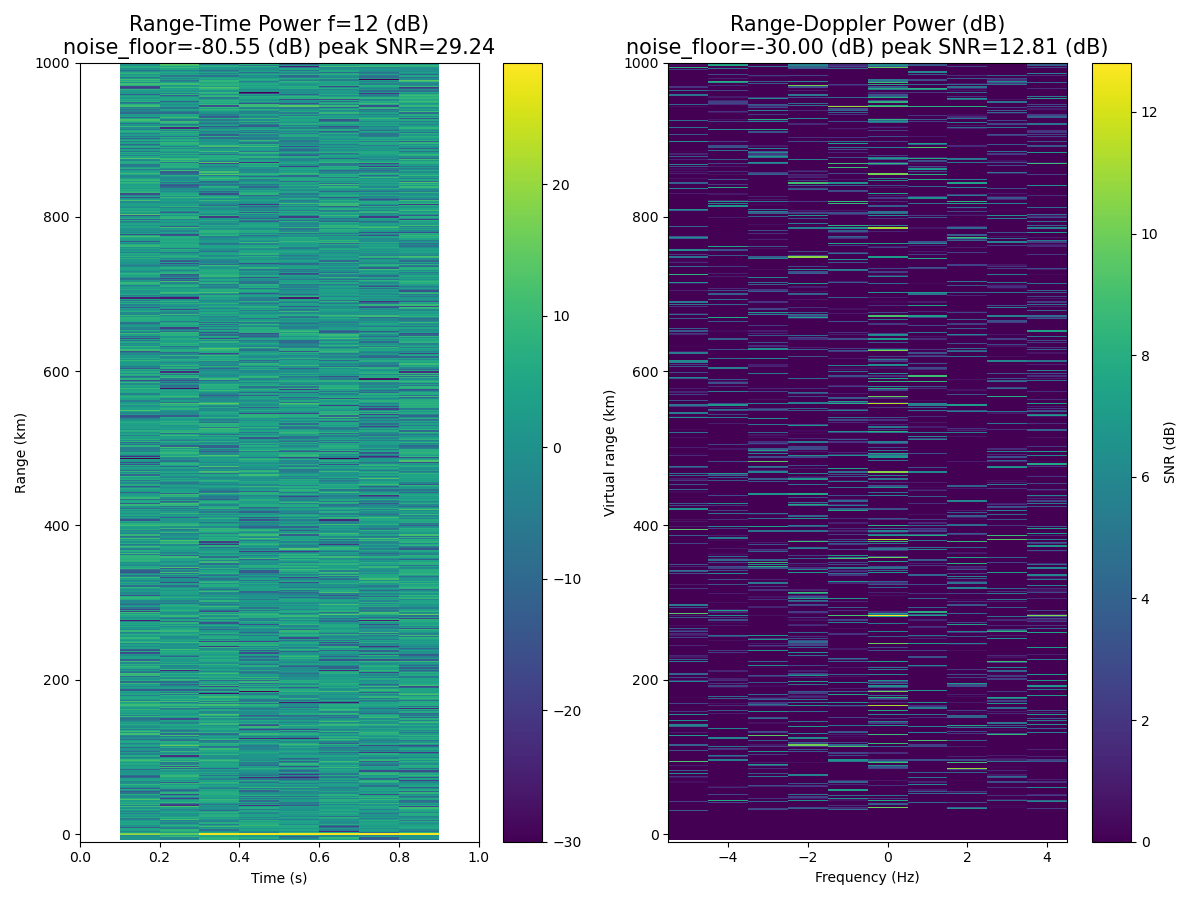 Range-Time Power f=12 (dB)
noise_floor=-80.55 (dB) peak SNR=29.24
Range-Doppler Power (dB)
noise_floor=-30.00 (dB) peak SNR=12.81 (dB)
1000
800
600
400
200
0
Range (km)
0.0 0.2 0.4 0.6 0.8 1.0
Time (s)
20
10
0
−10
−20
−30
1000
800
600
400
200
0
Virtual range (km)
−4 −2 0 2 4
Frequency (Hz)
12
10
8
6
4
2
0
SNR (dB)